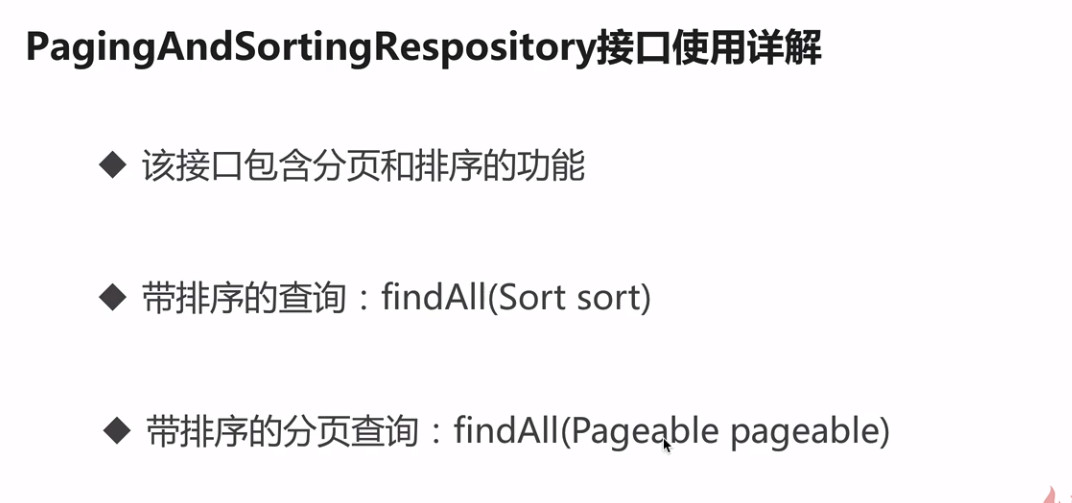 PagingAndSortingRespository接口使用详解
◆ 该接口包含分页和排序的功能
◆ 带排序的查询：findAll(Sort sort)
◆ 带排序的分页查询：findAll(Pageable pageable)